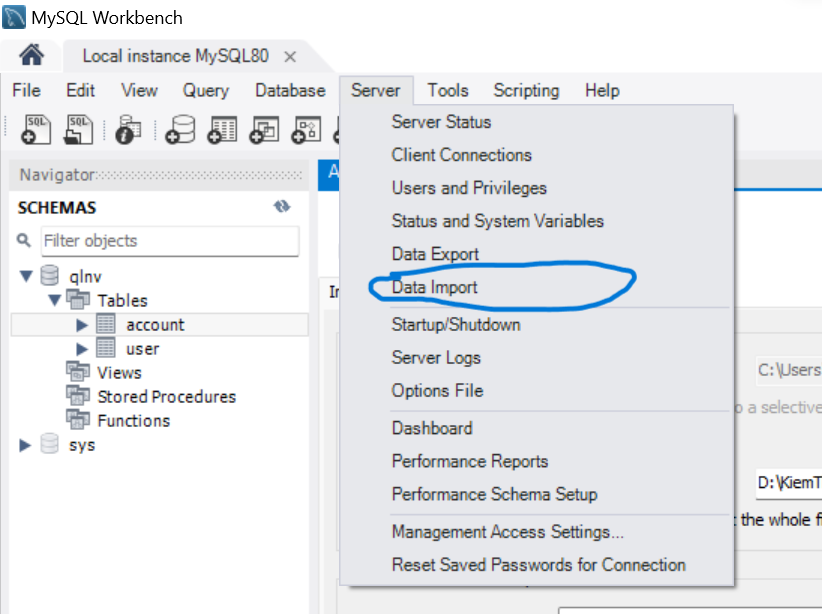 MySQL Workbench
Local instance MySQL80
File Edit View Query Database Server Tools Scripting Help
SQL SQL
Navigator
SCHEMAS
Filter objects
qlnv
Tables
account
user
Views
Stored Procedures
Functions
sys
Server Status
Client Connections
Users and Privileges
Status and System Variables
Data Export
Data Import
Startup/Shutdown
Server Logs
Options File
Dashboard
Performance Reports
Performance Schema Setup
Management Access Settings...
Reset Saved Passwords for Connection
C:\Users
o a selective
D:\KiemT
the whole fi